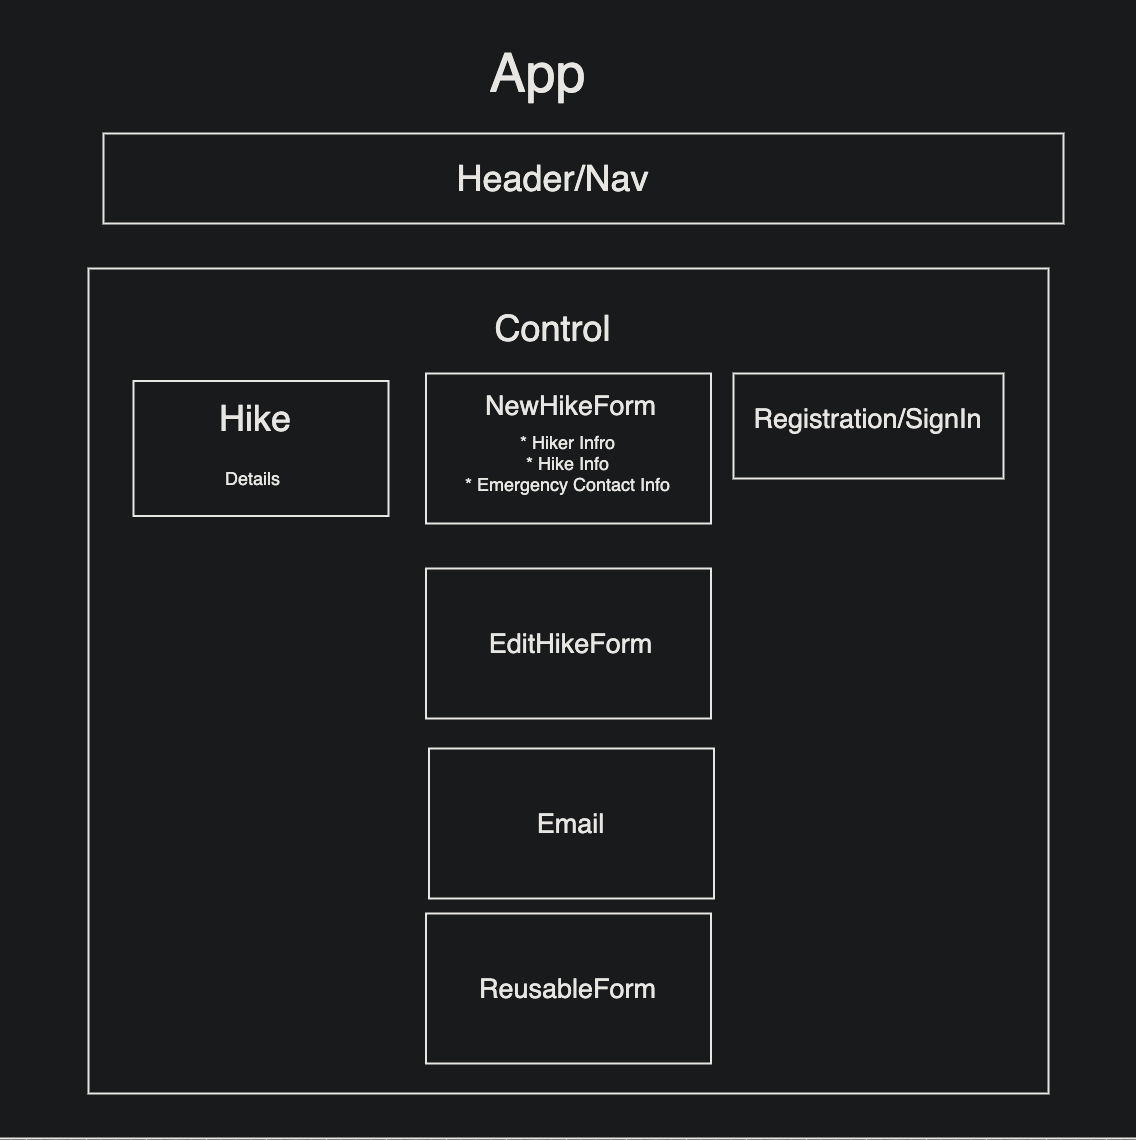 App
Header/Nav
Control
Hike
Details
NewHikeForm
* Hiker Infro
* Hike Info
* Emergency Contact Info
Registration/SignIn
EditHikeForm
Email
ReusableForm